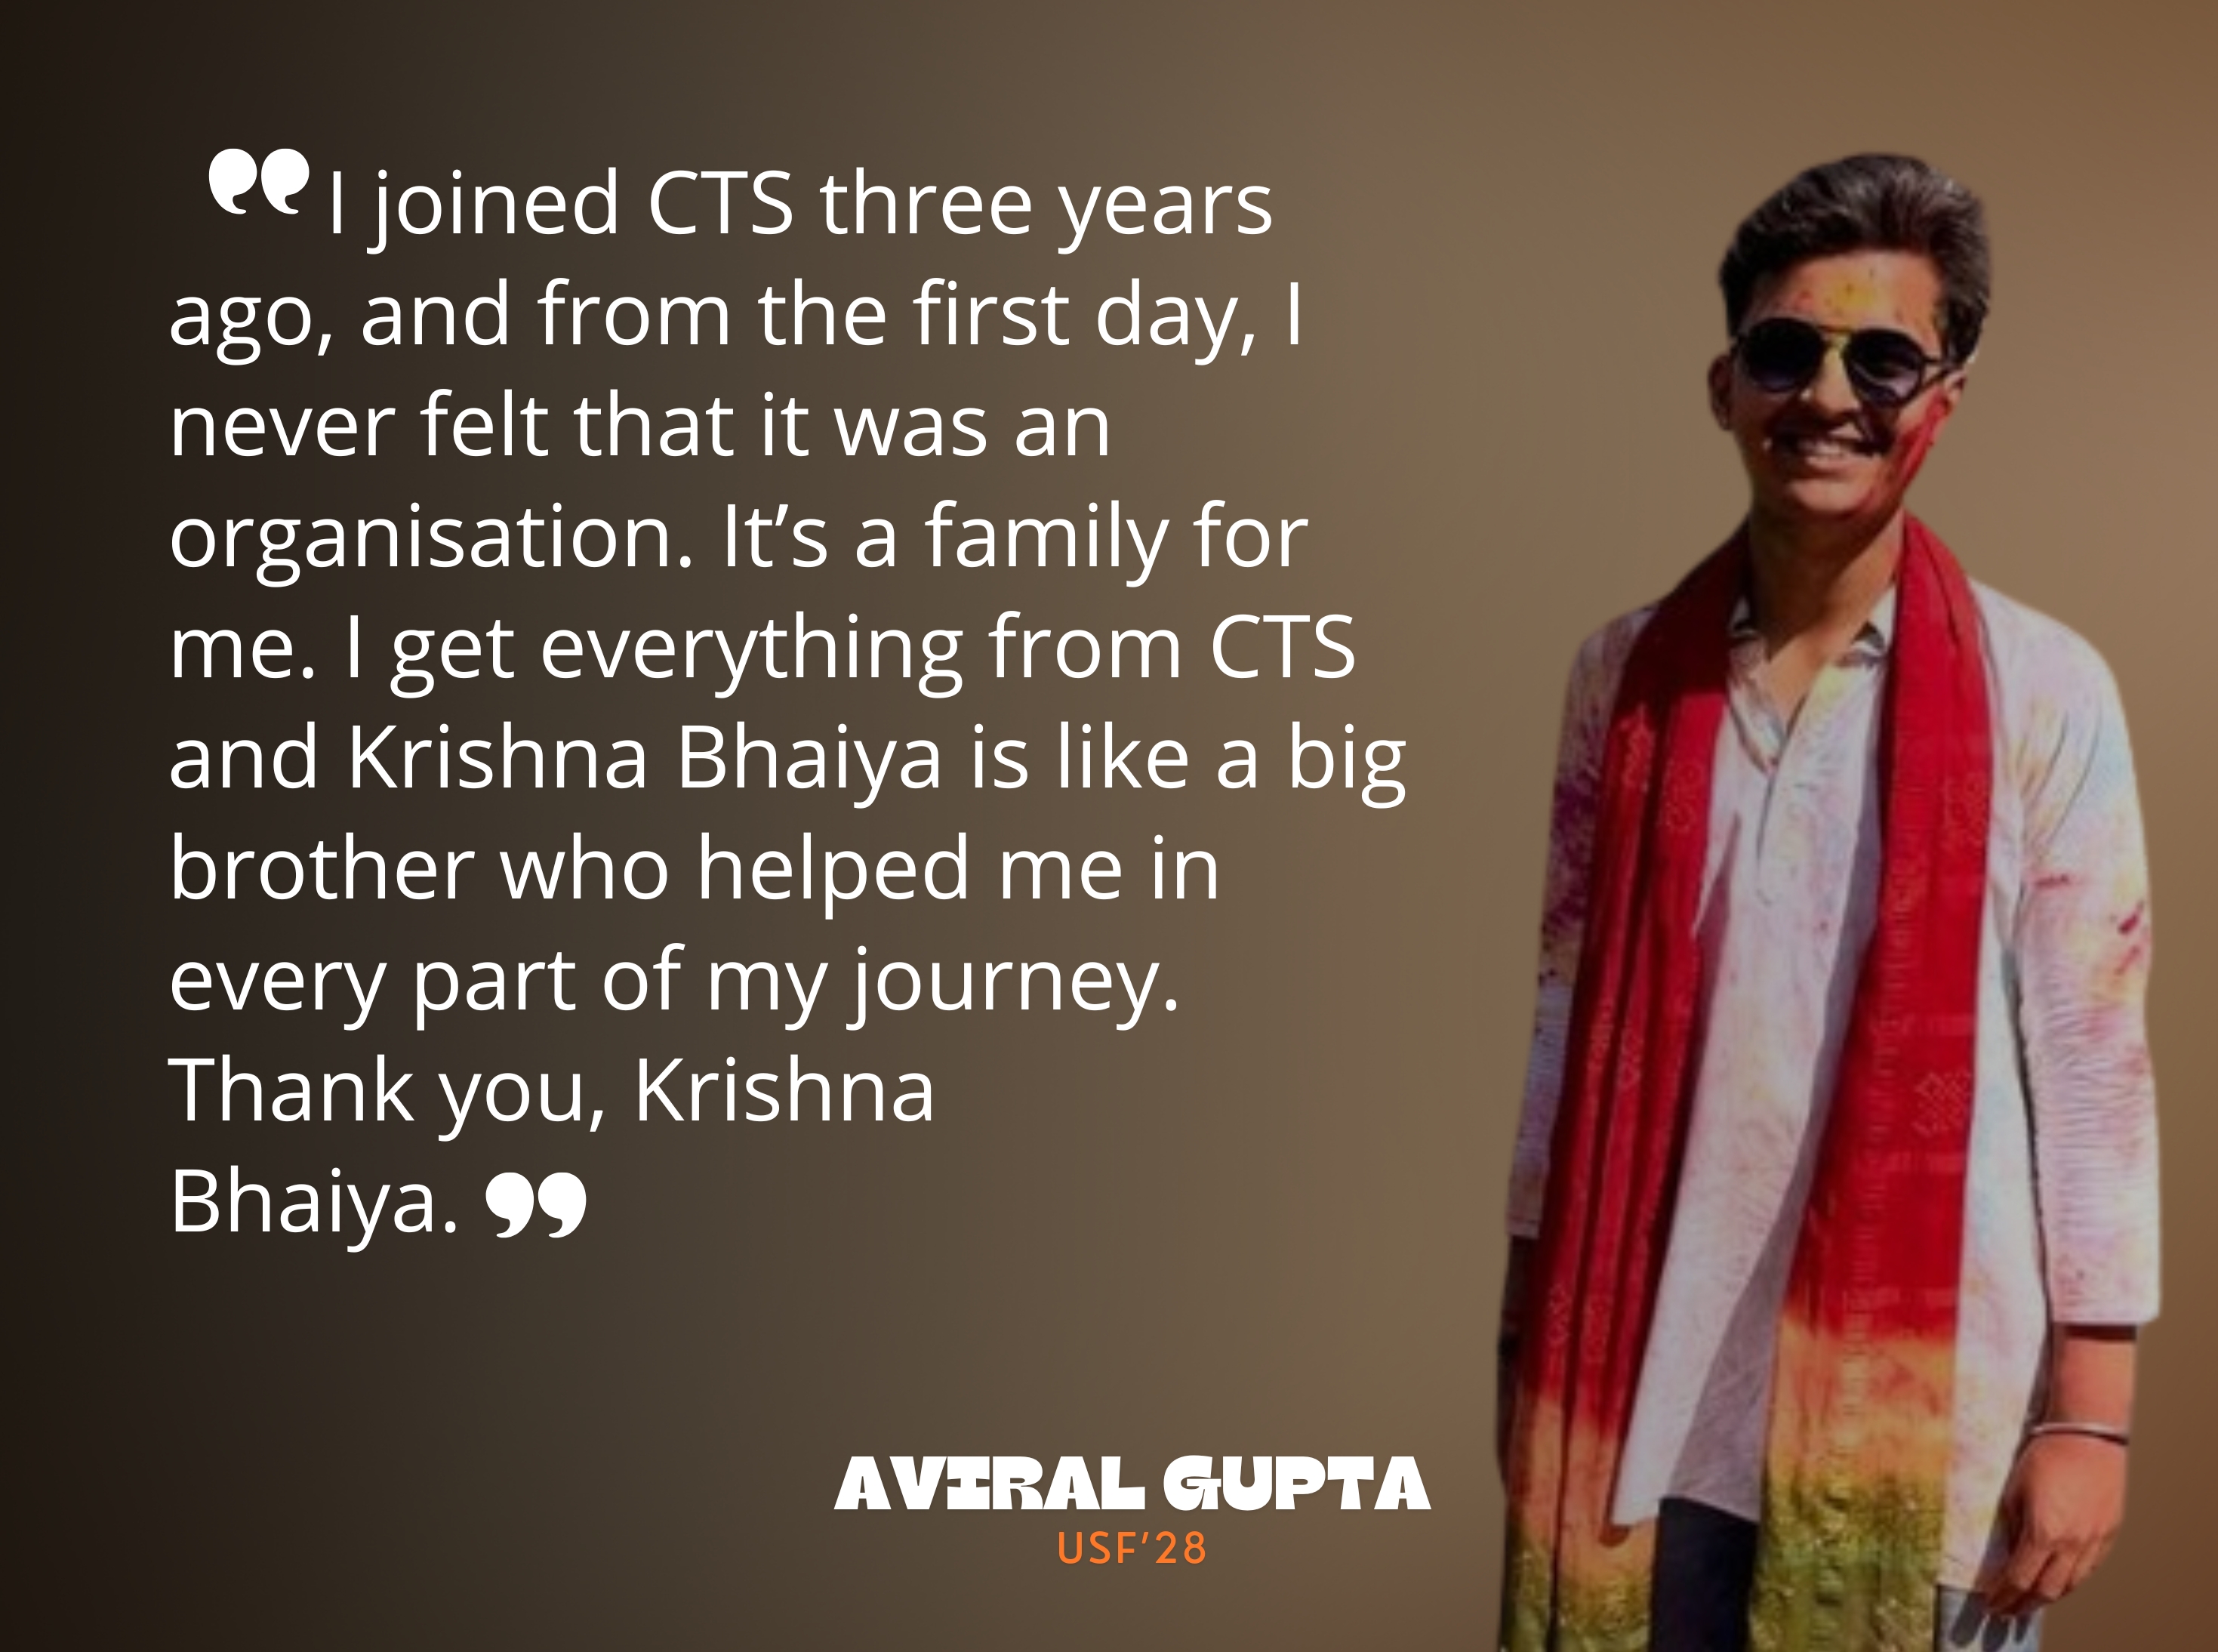 ❝ I joined CTS three years
ago, and from the first day, I
never felt that it was an
organisation. It’s a family for
me. I get everything from CTS
and Krishna Bhaiya is like a big
brother who helped me in
every part of my journey.
Thank you, Krishna
Bhaiya. ❞
AVIRAL GUPTA
USF’28